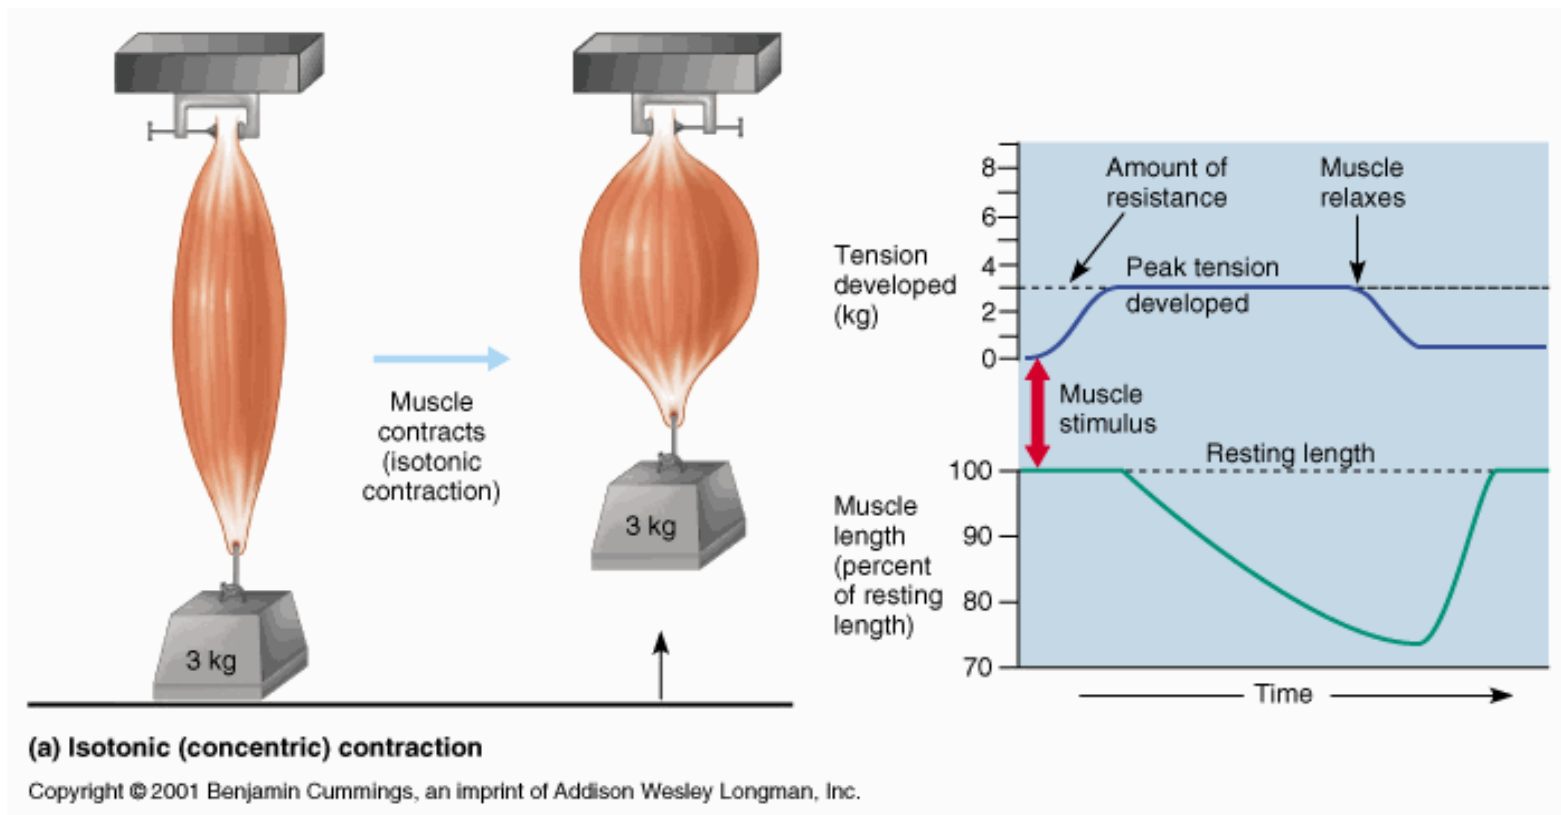 3 kg
Muscle
contracts
(isotonic
contraction)
3 kg
Tension
developed
(kg)
8
6
4
2
0
Amount of
resistance
Muscle
relaxes
Peak tension
developed
Muscle
stimulus
Resting length
Muscle
length
(percent
of resting
length)
100
90
80
70
Time
(a) Isotonic (concentric) contraction
Copyright © 2001 Benjamin Cummings, an imprint of Addison Wesley Longman, Inc.